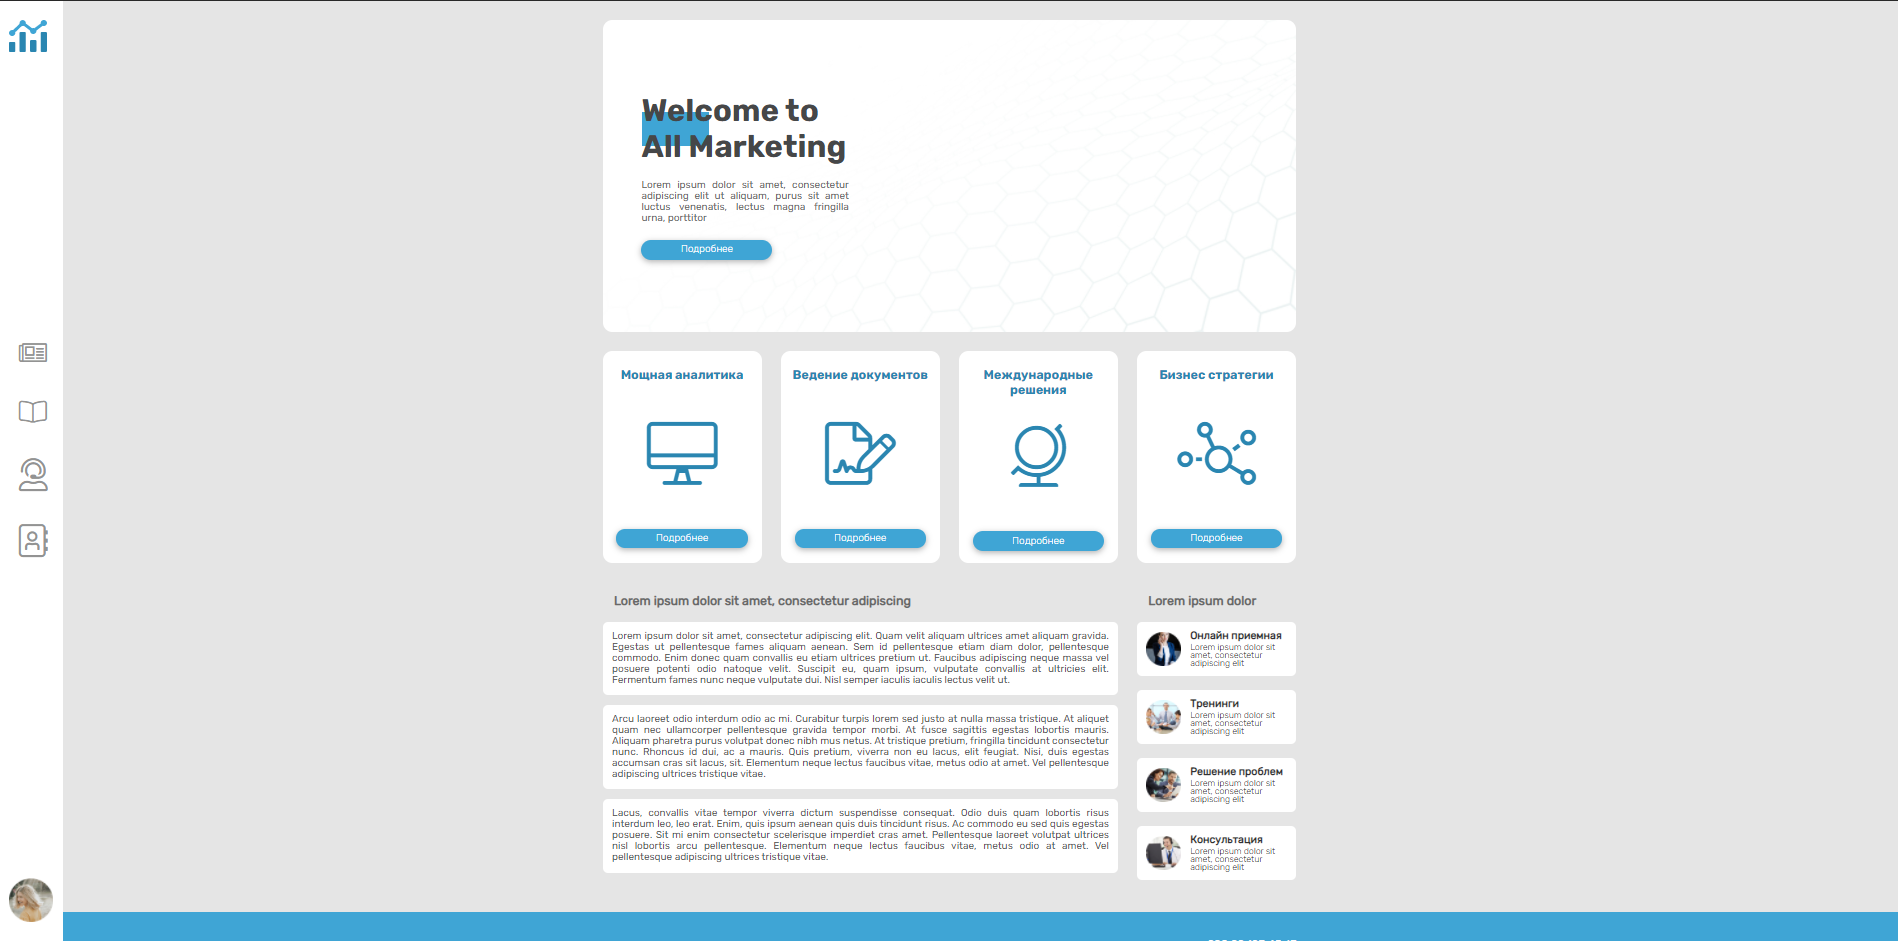 Welcome to
All Marketing
Lorem ipsum dolor sit amet, consectetur
adipiscing elit ut aliquam, purus sit amet
luctus venenatis, lectus magna fringilla
urna, porttitor
Подробнее
Мощная аналитика
Подробнее
Ведение документов
Подробнее
Международные
решения
Подробнее
Бизнес стратегии
Подробнее
Lorem ipsum dolor sit amet, consectetur adipiscing
Lorem ipsum dolor sit amet, consectetur adipiscing elit. Quam velit aliquam ultrices amet aliquam gravida.
Egestas ut pellentesque fames aliquam aenean. Sem id pellentesque etiam diam dolor, pellentesque
commodo. Enim donec quam convallis eu etiam ultrices pretium ut. Faucibus adipiscing neque massa vel
posuere potenti odio natoque velit. Suscipit eu, quam ipsum, vulputate convallis at ultricies elit.
Fermentum fames nunc neque vulputate dui. Nisl semper iaculis iaculis lectus velit ut.
Arcu laoreet odio interdum odio ac mi. Curabitur turpis lorem sed justo at nulla massa tristique. At aliquet
quam nec ullamcorper pellentesque gravida tempor morbi. At fusce sagittis egestas lobortis mauris.
Aliquam pharetra purus volutpat donec nibh mus netus. At tristique pretium, fringilla tincidunt consectetur
nunc. Rhoncus id dui, ac a mauris. Quis pretium, viverra non eu lacus, elit feugiat. Nisi, duis egestas
accumsan cras sit lacus, sit. Elementum neque lectus faucibus vitae, metus odio at amet. Vel pellentesque
adipiscing ultrices tristique vitae.
Lacus, convallis vitae tempor viverra dictum suspendisse consequat. Odio duis quam lobortis risus
interdum leo, leo erat. Enim, quis ipsum aenean quis duis tincidunt risus. Ac commodo eu sed quis egestas
posuere. Sit mi enim consectetur scelerisque imperdiet cras amet. Pellentesque laoreet volutpat ultrices
nisl lobortis arcu pellentesque. Elementum neque lectus faucibus vitae, metus odio at amet. Vel
pellentesque adipiscing ultrices tristique vitae.
Lorem ipsum dolor
Онлайн приемная
Lorem ipsum dolor sit
amet, consectetur
adipiscing elit
Тренинги
Lorem ipsum dolor sit
amet, consectetur
adipiscing elit
Решение проблем
Lorem ipsum dolor sit
amet, consectetur
adipiscing elit
Консультация
Lorem ipsum dolor sit
amet, consectetur
adipiscing elit